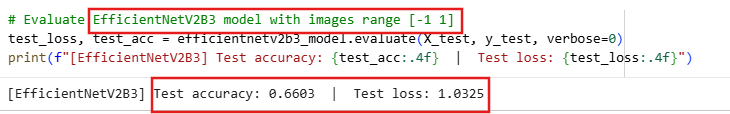 # Evaluate EfficientNetV2B3 model with images range [-1 1]
test_loss, test_acc = efficientnetv2b3_model.evaluate(X_test, y_test, verbose=0)
print(f"[EfficientNetV2B3] Test accuracy: {test_acc:.4f}  |  Test loss: {test_loss:.4f}")
[EfficientNetV2B3] Test accuracy: 0.6603  |  Test loss: 1.0325